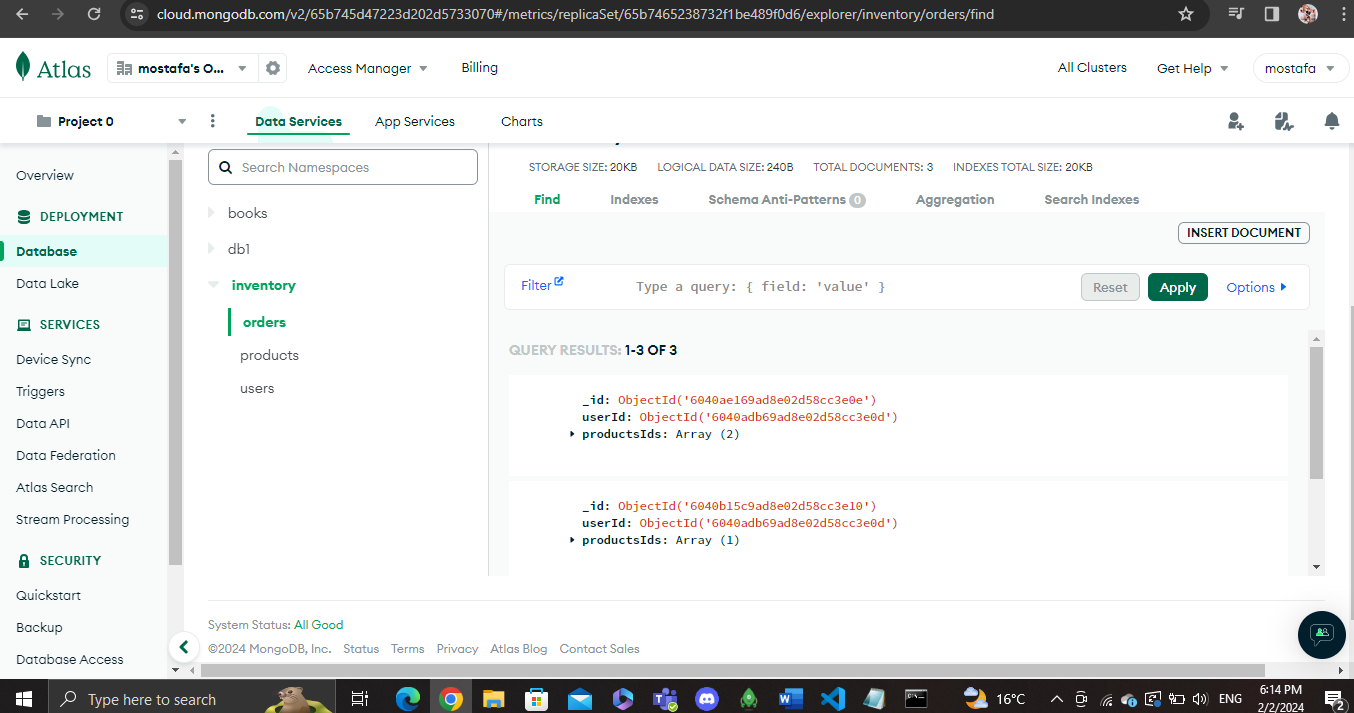 cloud.mongodb.com/v2/65b745d47223d202d5733070#/metrics/replicaSet/65b7465238732f1be489f0d6/explorer/inventory/orders/find
Atlas
mostafa's O...
Access Manager
Billing
All Clusters
Get Help
mostafa
Project 0
Data Services
App Services
Charts
Overview
DEPLOYMENT
Database
Data Lake
SERVICES
Device Sync
Triggers
Data API
Data Federation
Atlas Search
Stream Processing
SECURITY
Quickstart
Backup
Database Access
Search Namespaces
books
db1
inventory
orders
products
users
STORAGE SIZE: 20KB LOGICAL DATA SIZE: 240B TOTAL DOCUMENTS: 3 INDEXES TOTAL SIZE: 20KB
Find Indexes Schema Anti-Patterns 0 Aggregation Search Indexes
INSERT DOCUMENT
Filter Type a query: { field: 'value' } Reset Apply Options
QUERY RESULTS: 1-3 OF 3
_id: ObjectId('6040ae169ad8e02d58cc3e0e')
userId: ObjectId('6040adb69ad8e02d58cc3e0d')
productsIds: Array (2)
_id: ObjectId('6040b15c9ad8e02d58cc3e10')
userId: ObjectId('6040adb69ad8e02d58cc3e0d')
productsIds: Array (1)
System Status: All Good
©2024 MongoDB, Inc. Status Terms Privacy Atlas Blog Contact Sales
Type here to search
16°C
ENG
6:14 PM
2/2/2024
2